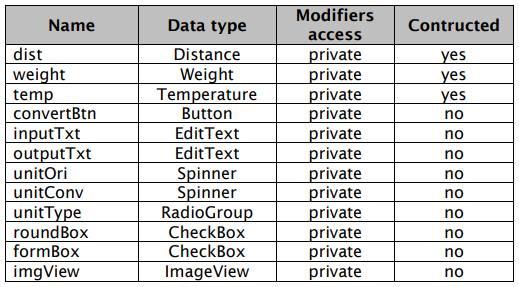 Name Data type Modifiers access Contructed
dist Distance private yes
weight Weight private yes
temp Temperature private yes
convertBtn Button private no
inputTxt EditText private no
outputTxt EditText private no
unitOri Spinner private no
unitConv Spinner private no
unitType RadioGroup private no
roundBox CheckBox private no
formBox CheckBox private no
imgView ImageView private no